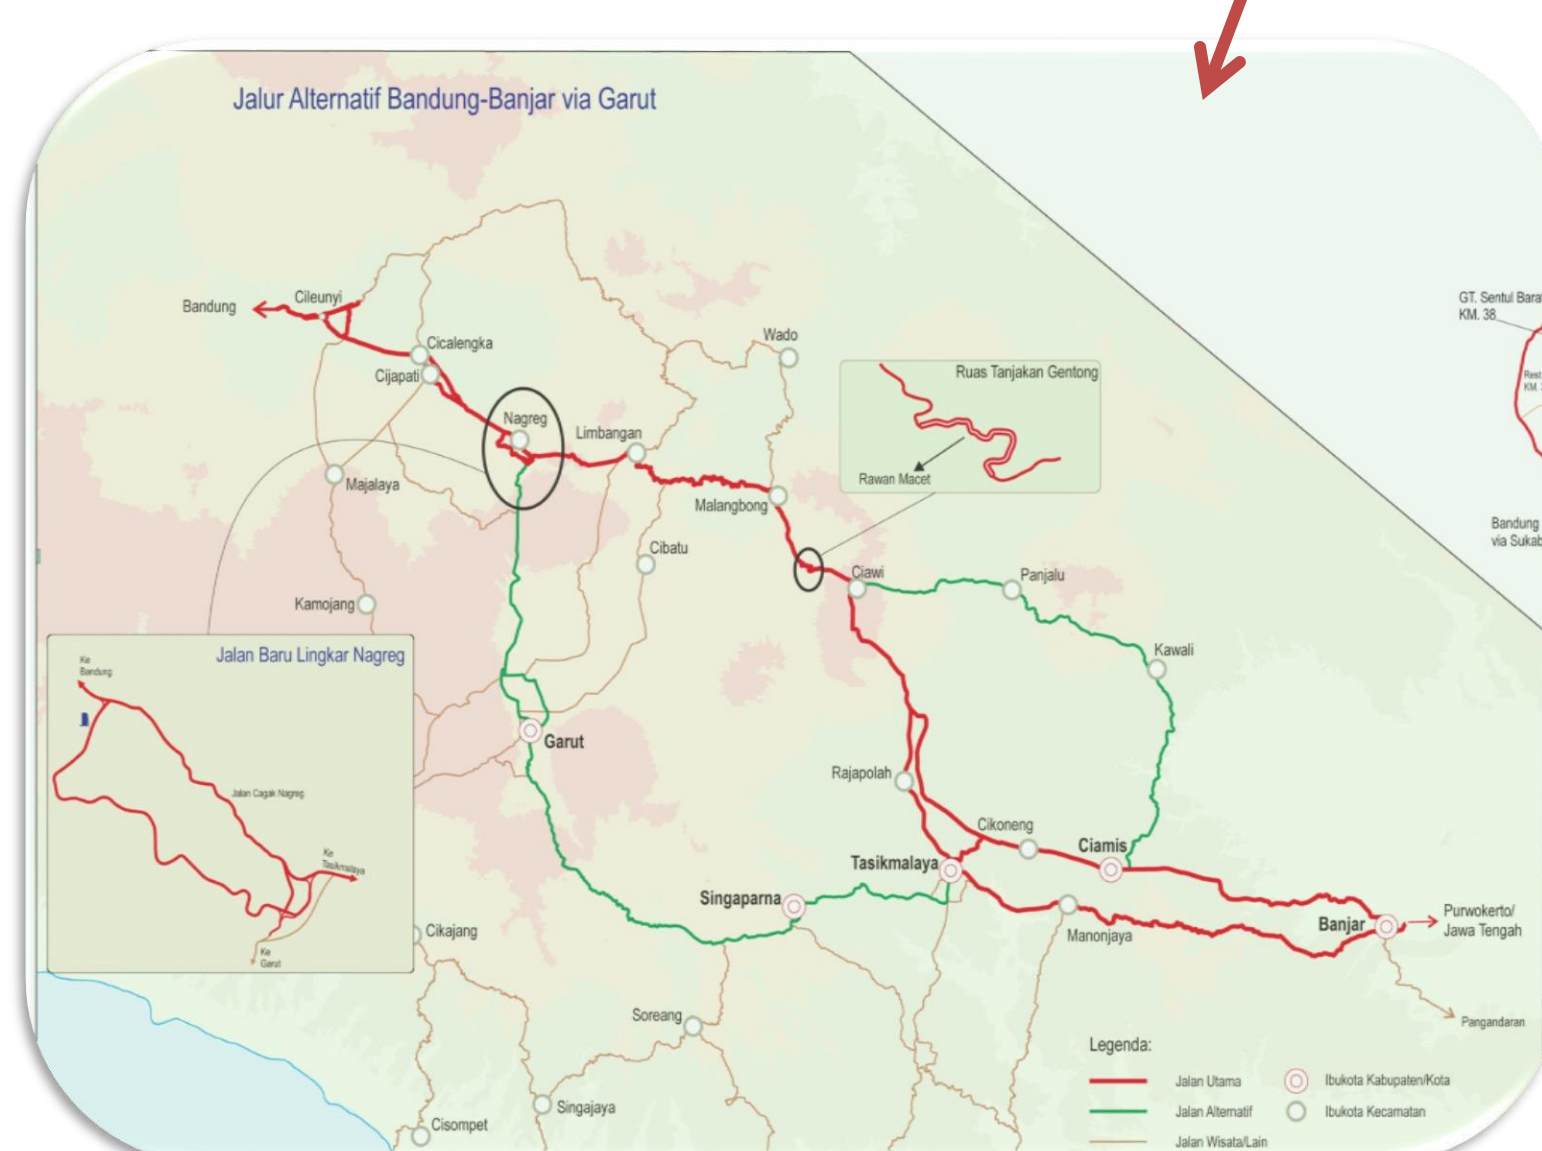 Jalur Alternatif Bandung-Banjar via Garut
Bandung
Cileunyi
Cicalengka
Cijapati
Nagreg
Limbangan
Wado
Majalaya
Malangbong
Ruas Tanjakan Gentong
Rawan Macet
GT. Sentul Barat
KM. 38
Rest
KM.
Bandung
via Sukab
Cibatu
Ciawi
Panjalu
Kamojang
Kawali
Jalan Baru Lingkar Nagreg
Ke
Bandung
Jalan Cagak Nagreg
Ke
Tasikmalaya
Ke
Garut
Garut
Rajapolah
Cikoneng
Ciamis
Tasikmalaya
Singaparna
Manonjaya
Banjar
Purwokerto/
Jawa Tengah
Cikajang
Soreang
Pangandaran
Singajaya
Cisompet
Legenda:
Jalan Utama
Ibukota Kabupaten/Kota
Jalan Alternatif
Ibukota Kecamatan
Jalan Wisata/Lain